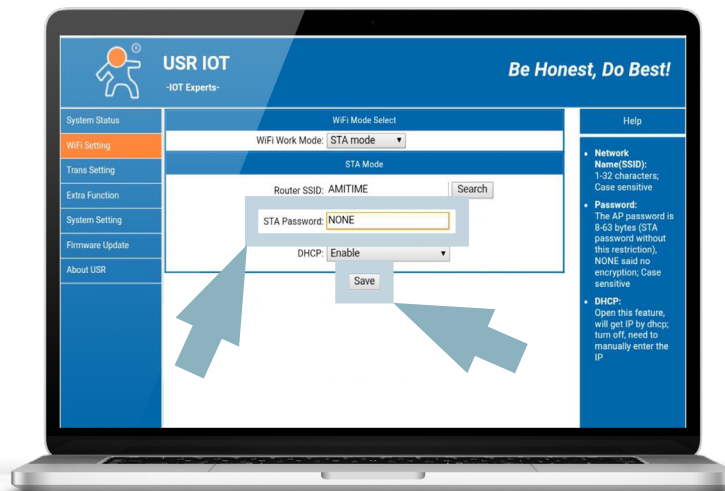 ®
USR IOT
-IOT Experts-
Be Honest, Do Best!
System Status
WiFi Setting
Trans Setting
Extra Function
System Setting
Firmware Update
About USR
WiFi Mode Select
WiFi Work Mode: STA mode
STA Mode
Router SSID: AMITIME Search
STA Password: NONE
DHCP: Enable
Save
Help
• Network
Name(SSID):
1-32 characters;
Case sensitive
• Password:
The AP password is
8-63 bytes (STA
password without
this restriction),
NONE said no
encryption; Case
sensitive
• DHCP:
Open this feature,
will get IP by dhcp;
turn off, need to
manually enter the
IP